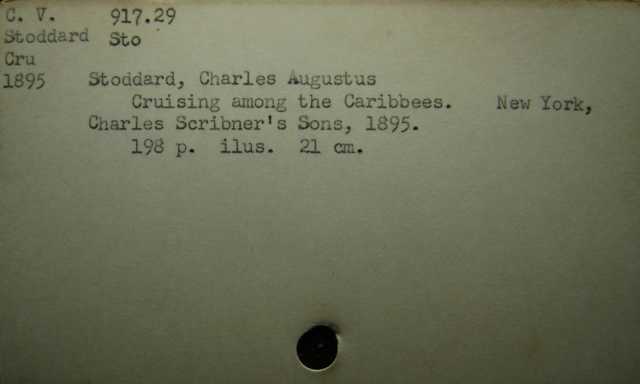 C. V. 917.29
Stoddard Sto
Cru
1895 Stoddard, Charles Augustus
Cruising among the Caribbees. New York,
Charles Scribner's Sons, 1895.
198 p. ilus. 21 cm.